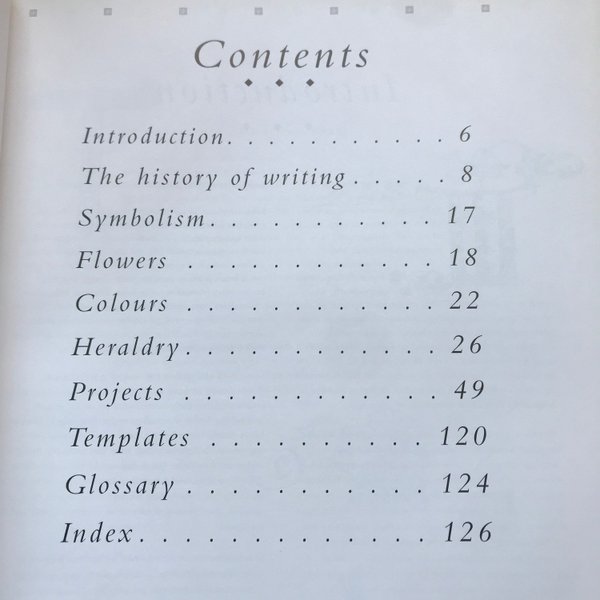 Contents
Introduction. . . . . . . . . . . 6
The history of writing . . . . . 8
Symbolism. . . . . . . . . . . 17
Flowers . . . . . . . . . . . . 18
Colours . . . . . . . . . . . . 22
Heraldry. . . . . . . . . . . . 26
Projects . . . . . . . . . . . . 49
Templates . . . . . . . . . . 120
Glossary . . . . . . . . . . . 124
Index. . . . . . . . . . . . . 126